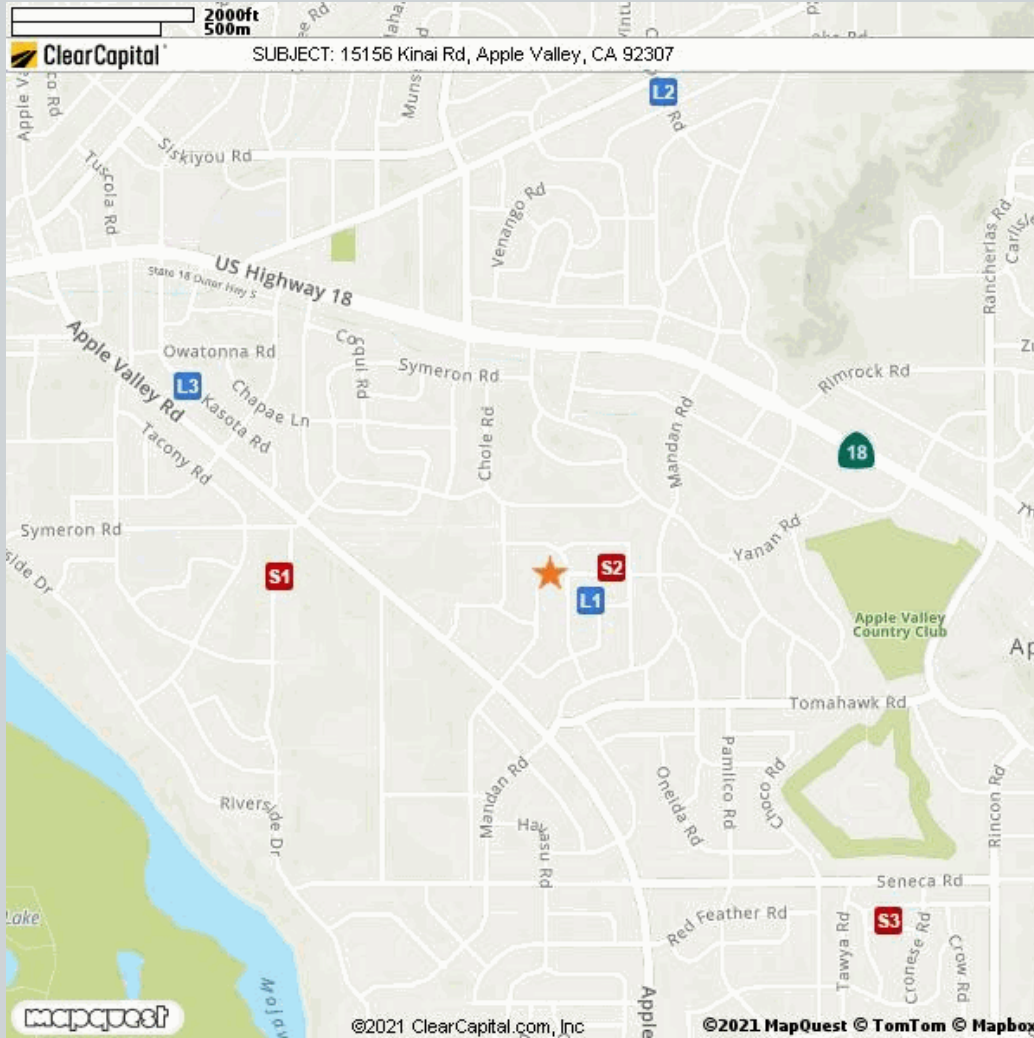 2000ft
500m
ClearCapital
SUBJECT: 15156 Kinai Rd, Apple Valley, CA 92307
L2
Rd
Siskiyou Rd
Tuscola Rd
Venango Rd
US Highway 18
State 18 Outer Hwy S
Rancherias Rd
Apple Valley Rd
Owatonna Rd
L3
Chapae Ln
Kasota Rd
Symeron Rd
Rimrock Rd
Tacony Rd
Chole Rd
Mandan Rd
18
Symeron Rd
Yanan Rd
S1
S2
L1
Apple Valley
Country Club
Tomahawk Rd
Riverside Dr
Mandan Rd
Oneida Rd
Pamlico Rd
Choco Rd
Rincon Rd
Seneca Rd
Red Feather Rd
S3
Tawya Rd
Cronese Rd
Crow Rd
Lake
Apple
mapquest
©2021 ClearCapital.com, Inc
©2021 MapQuest © TomTom © Mapbox